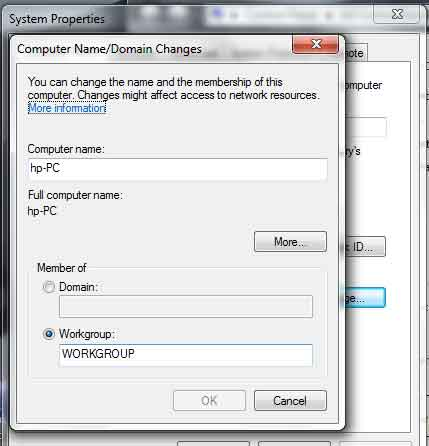 System Properties
Computer Name/Domain Changes
You can change the name and the membership of this
computer. Changes might affect access to network resources.
More information
Computer name:
hp-PC
Full computer name:
hp-PC
More...
Member of
Domain:
Workgroup:
WORKGROUP
OK
Cancel
mote
omputer
ry's
ID...
ge...